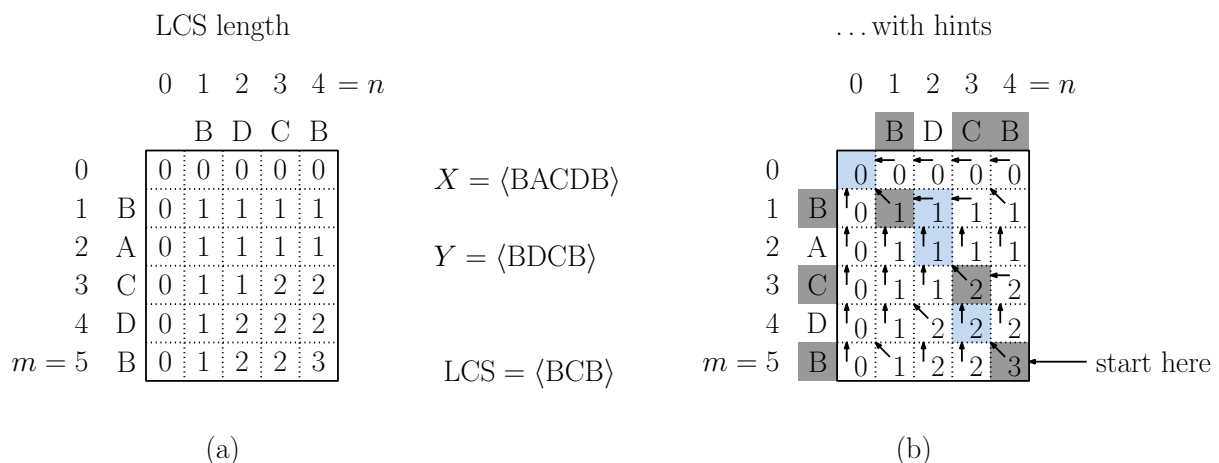 LCS length
0 1 2 3 4 = n
B D C B
0 0 0 0 0 0
1 B 0 1 1 1 1
2 A 0 1 1 1 1
3 C 0 1 1 2 2
4 D 0 1 2 2 2
m = 5 B 0 1 2 2 3
(a)
X = ⟨BACDB⟩
Y = ⟨BDCB⟩
LCS = ⟨BCB⟩
... with hints
0 1 2 3 4 = n
B D C B
0 0 0 0 0 0
1 B 0 1 1 1 1
2 A 0 1 1 1 1
3 C 0 1 1 2 2
4 D 0 1 2 2 2
m = 5 B 0 1 2 2 3 start here
(b)